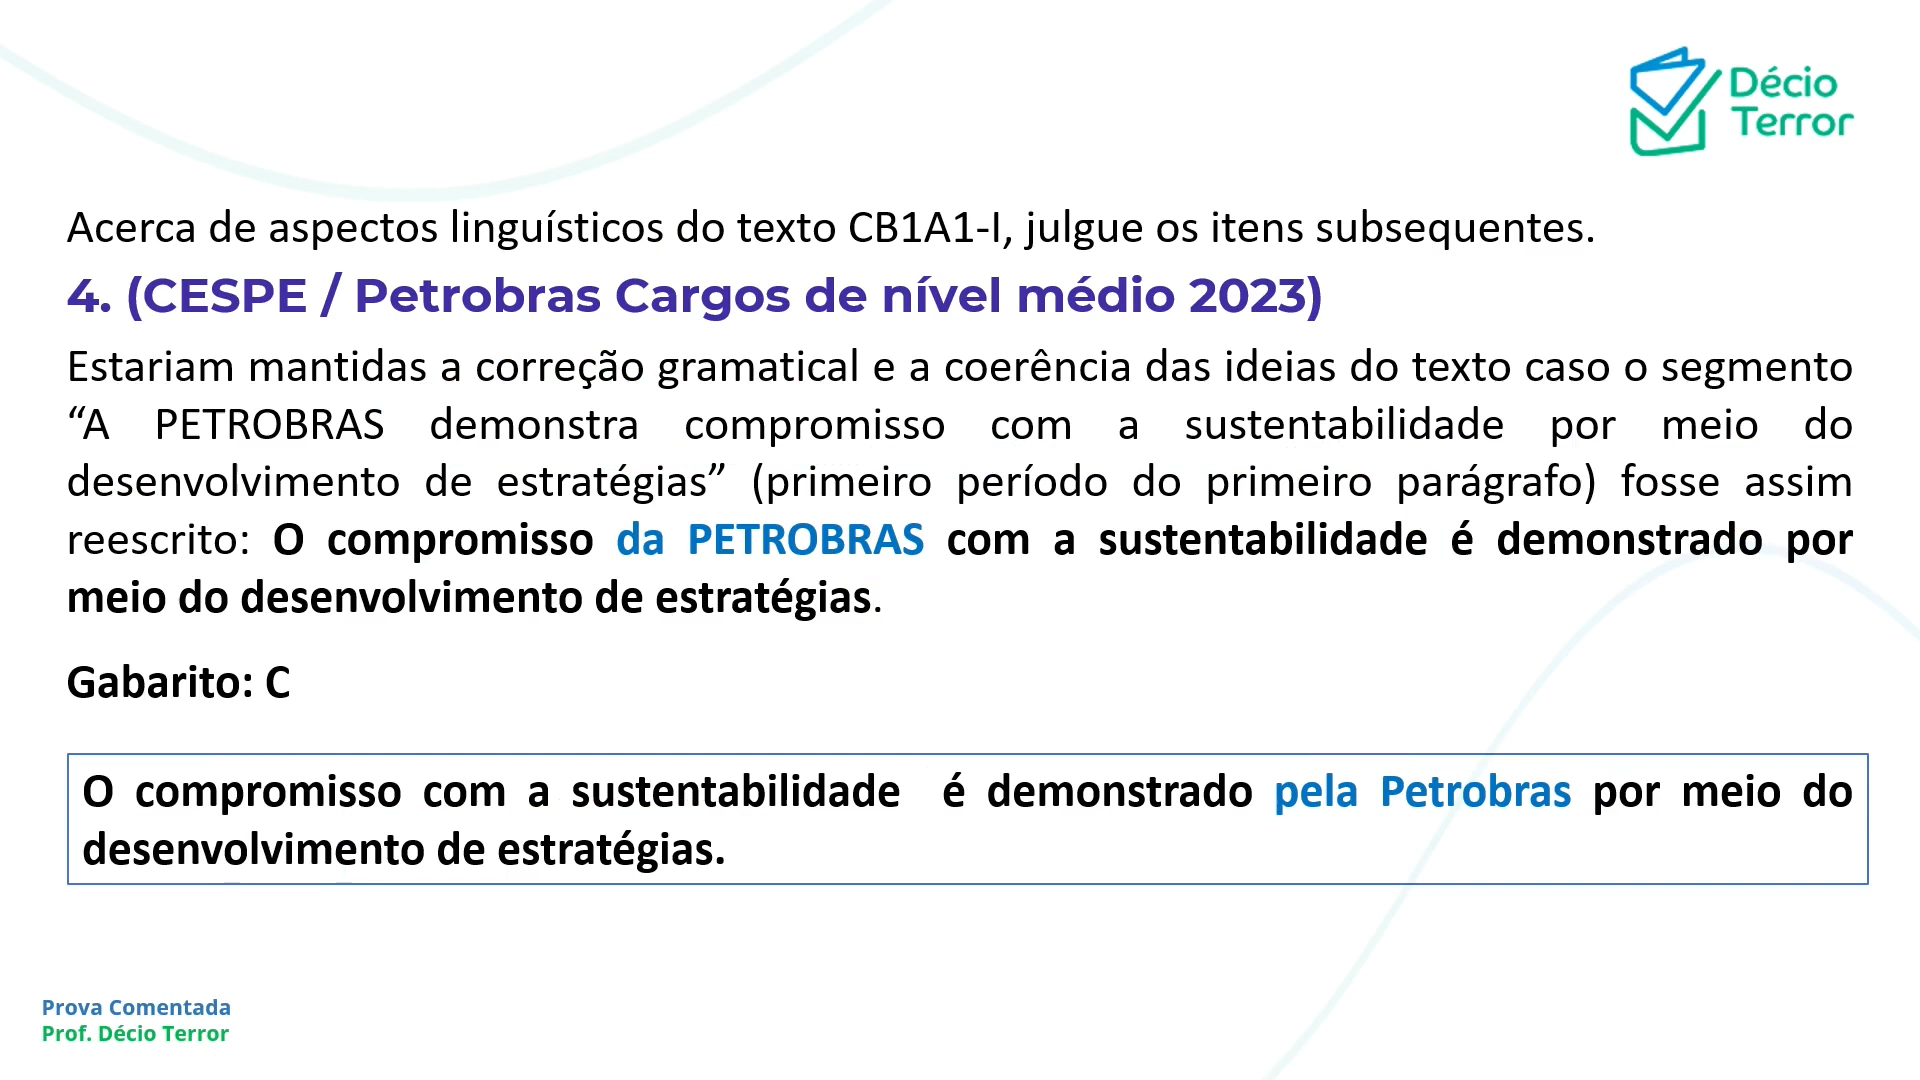 Décio
Terror
Acerca de aspectos linguísticos do texto CB1A1-I, julgue os itens subsequentes.
4. (CESPE / Petrobras Cargos de nível médio 2023)
Estariam mantidas a correção gramatical e a coerência das ideias do texto caso o segmento
“A PETROBRAS demonstra compromisso com a sustentabilidade por meio do
desenvolvimento de estratégias” (primeiro período do primeiro parágrafo) fosse assim
reescrito: O compromisso da PETROBRAS com a sustentabilidade é demonstrado por
meio do desenvolvimento de estratégias.
Gabarito: C
O compromisso com a sustentabilidade é demonstrado pela Petrobras por meio do
desenvolvimento de estratégias.
Prova Comentada
Prof. Décio Terror